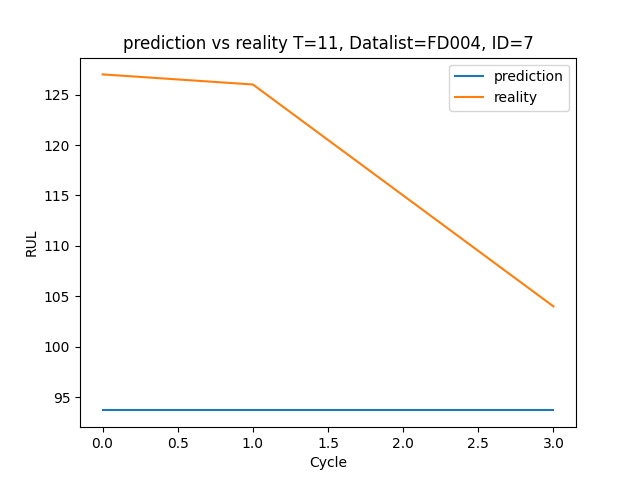 prediction vs reality T=11, Datalist=FD004, ID=7
prediction
reality
RUL
125
120
115
110
105
100
95
0.0 0.5 1.0 1.5 2.0 2.5 3.0
Cycle